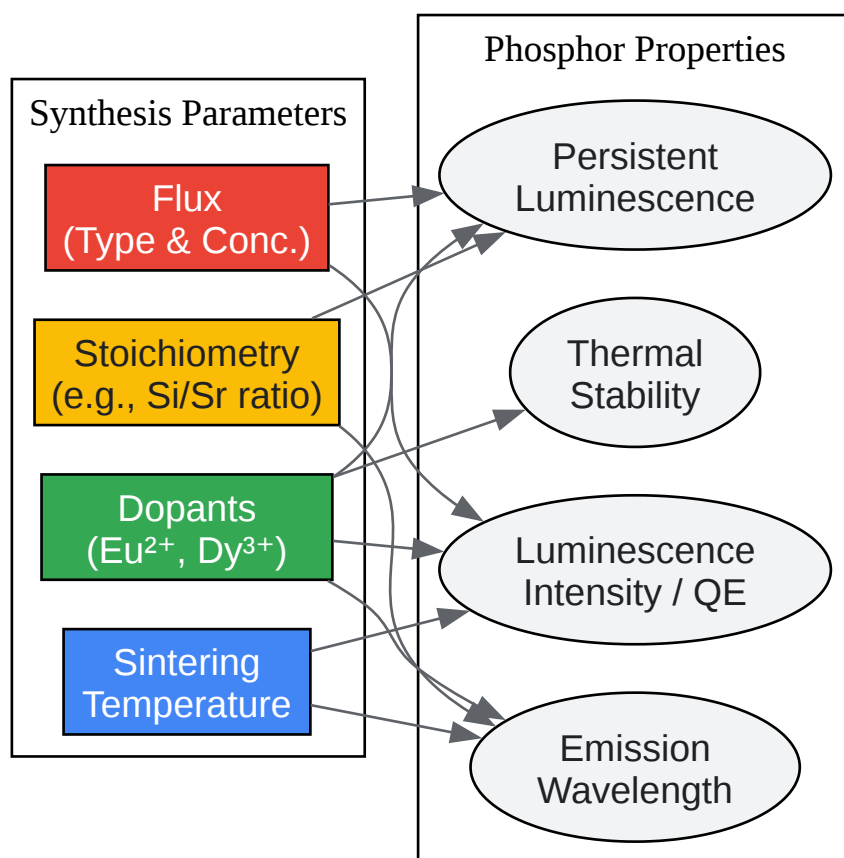 Synthesis Parameters
Flux
(Type & Conc.)
Stoichiometry
(e.g., Si/Sr ratio)
Dopants
(Eu²⁺, Dy³⁺)
Sintering
Temperature
Phosphor Properties
Persistent
Luminescence
Thermal
Stability
Luminescence
Intensity / QE
Emission
Wavelength